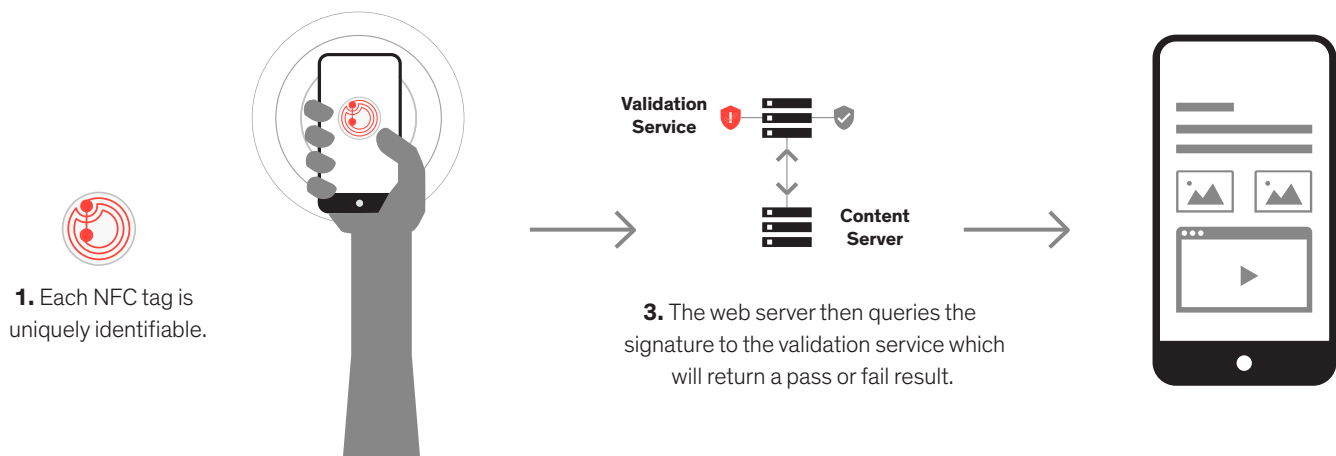 1. Each NFC tag is
uniquely identifiable.
Validation
Service
Content
Server
3. The web server then queries the
signature to the validation service which
will return a pass or fail result.